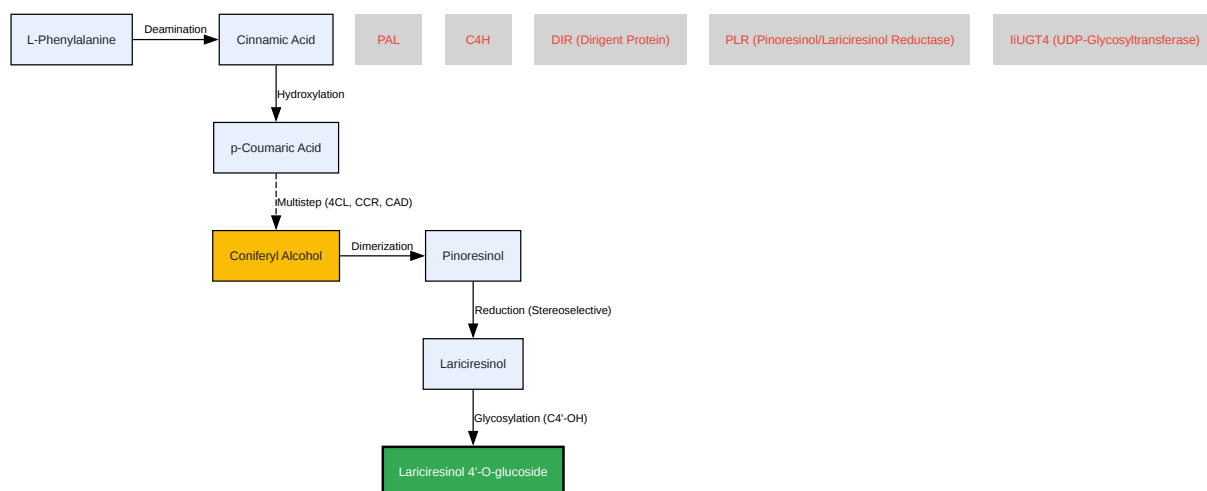 L-Phenylalanine
Deamination
Cinnamic Acid
PAL
C4H
DIR (Dirigent Protein)
PLR (Pinoresinol/Lariciresinol Reductase)
IiUGT4 (UDP-Glycosyltransferase)
Hydroxylation
p-Coumaric Acid
Multistep (4CL, CCR, CAD)
Coniferyl Alcohol
Dimerization
Pinoresinol
Reduction (Stereoselective)
Lariciresinol
Glycosylation (C4'-OH)
Lariciresinol 4'-O-glucoside